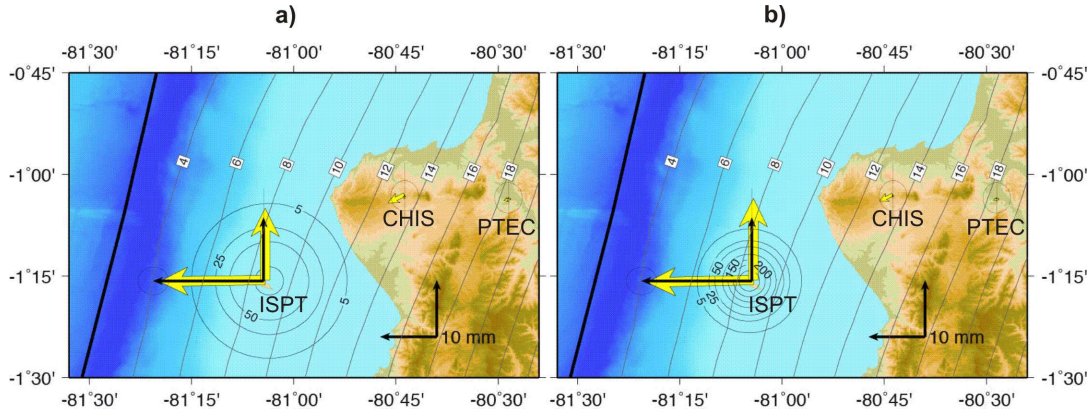 a) b)
-81˚30' -81˚15' -81˚00' -80˚45' -80˚30' -81˚30' -81˚15' -81˚00' -80˚45' -80˚30'
-0˚45' -0˚45'
4 6 8 10 12 14 16 18 4 6 8 10 12 14 16 18
-1˚00' -1˚00'
CHIS CHIS
PTEC PTEC
5 25 50 5 50 150 200
-1˚15' -1˚15'
ISPT ISPT
50 5 5 25
10 mm 10 mm
-1˚30' -1˚30'
-81˚30' -81˚15' -81˚00' -80˚45' -80˚30' -81˚30' -81˚15' -81˚00' -80˚45' -80˚30'